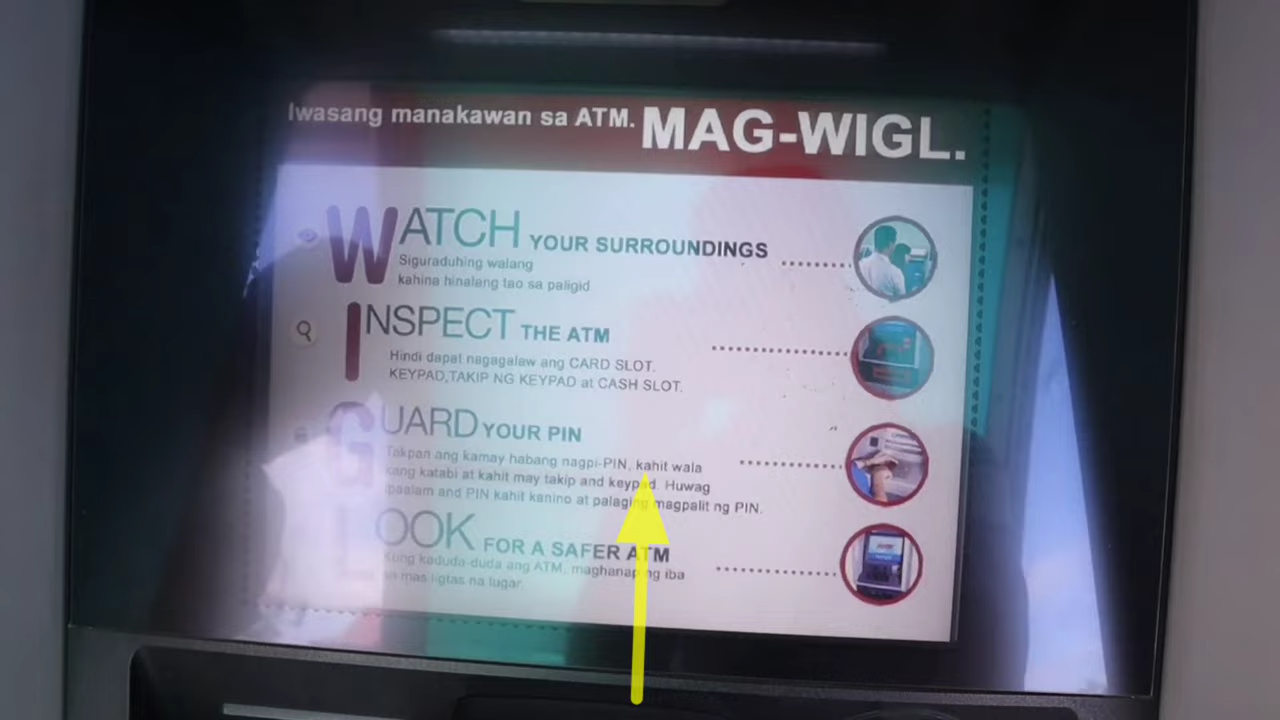 Iwasang manakawan sa ATM. MAG-WIGL.
WATCH YOUR SURROUNDINGS
Siguraduhing walang
kahina hinalang tao sa paligid
INSPECT THE ATM
Hindi dapat nagagalaw ang CARD SLOT.
KEYPAD,TAKIP NG KEYPAD at CASH SLOT.
GUARD YOUR PIN
Takpan ang kamay habang nagpi-PIN, kahit wala
kang katabi at kahit may takip and keypad. Huwag
ipaalam and PIN kahit kanino at palaging magpalit ng PIN.
LOOK FOR A SAFER ATM
Kung kaduda-duda ang ATM, maghanap ng iba
na mas ligtas na lugar.